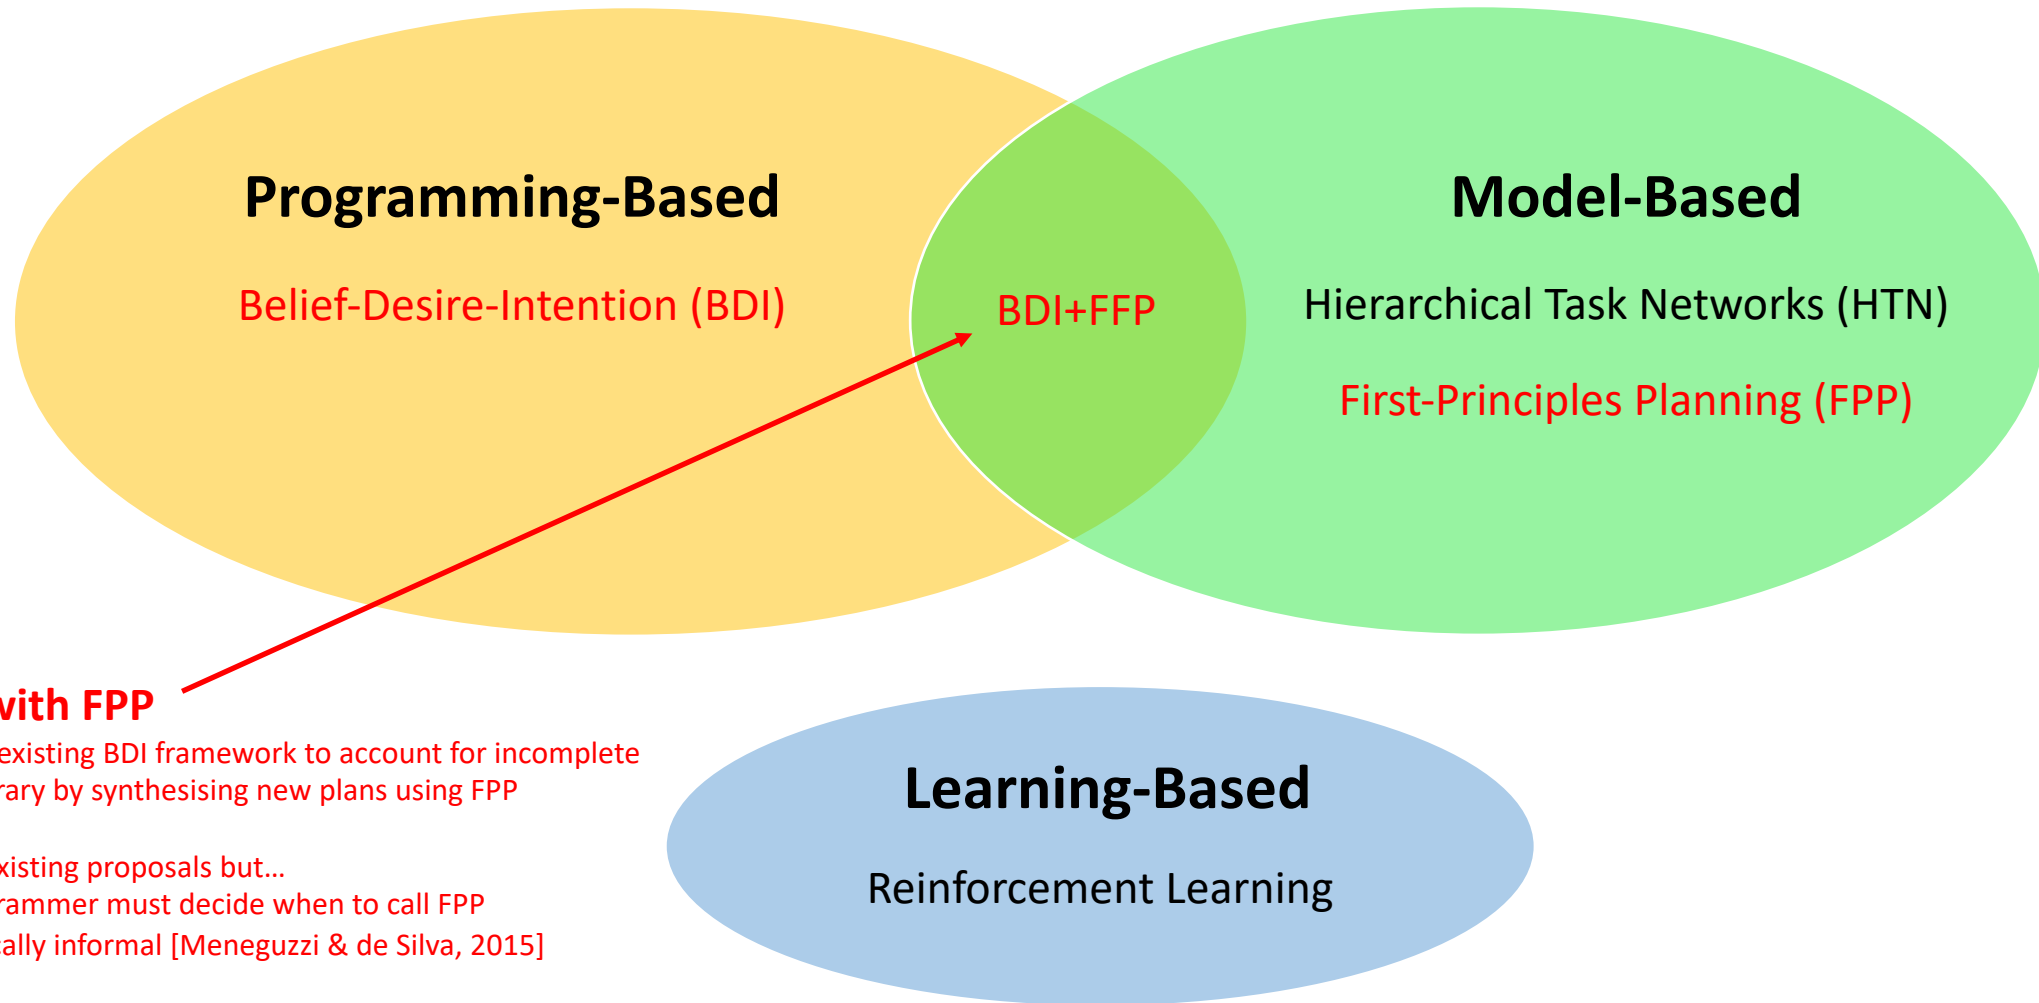 Programming-Based
Belief-Desire-Intention (BDI)
BDI+FFP
Model-Based
Hierarchical Task Networks (HTN)
First-Principles Planning (FPP)
with FPP
existing BDI framework to account for incomplete
rary by synthesising new plans using FPP
xisting proposals but...
rammer must decide when to call FPP
cally informal [Meneguzzi & de Silva, 2015]
Learning-Based
Reinforcement Learning